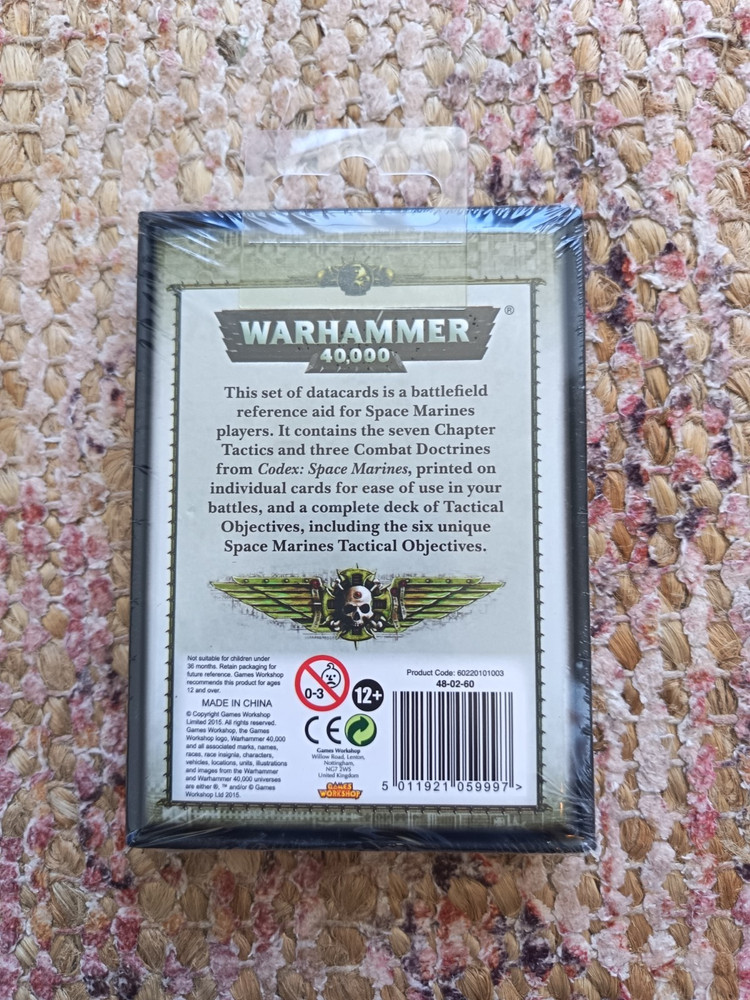 WARHAMMER®
40,000
This set of datacards is a battlefield
reference aid for Space Marines
players. It contains the seven Chapter
Tactics and three Combat Doctrines
from Codex: Space Marines, printed on
individual cards for ease of use in your
battles, and a complete deck of Tactical
Objectives, including the six unique
Space Marines Tactical Objectives.
Not suitable for children under
36 months. Retain packaging for
future reference. Games Workshop
recommends this product for ages
12 and over.
MADE IN CHINA
© Copyright Games Workshop
Limited 2015. All rights reserved.
Games Workshop, the Games
Workshop logo, Warhammer 40,000
and all associated marks, names,
races, race insignia, characters,
vehicles, locations, units, illustrations
and images from the Warhammer
and Warhammer 40,000 universes
are either ®, ™ and/or © Games
Workshop Ltd 2015.
0-3
12+
CE
Games Workshop
Willow Road, Lenton,
Nottingham,
NG7 2WS
United Kingdom
GAMES
WORKSHOP
Product Code: 60220101003
48-02-60
5 011921 059997 >